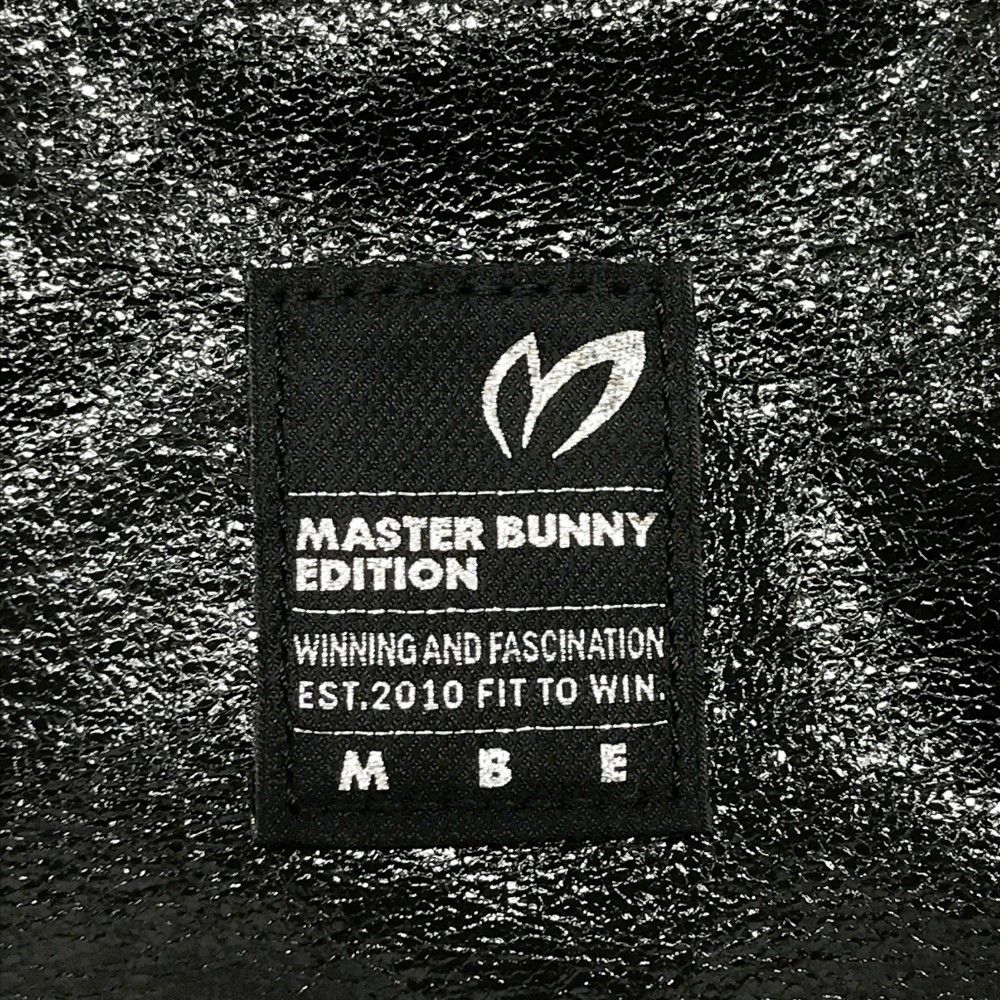 MASTER BUNNY
EDITION
WINNING AND FASCINATION
EST.2010 FIT TO WIN.
M B E